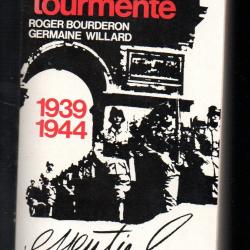 tourmente
ROGER BOURDERON
GERMAINE WILLARD
1939
1944